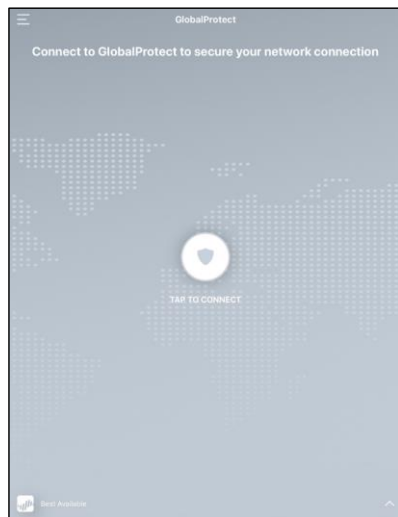 GlobalProtect
Connect to GlobalProtect to secure your network connection
TAP TO CONNECT
Best Available